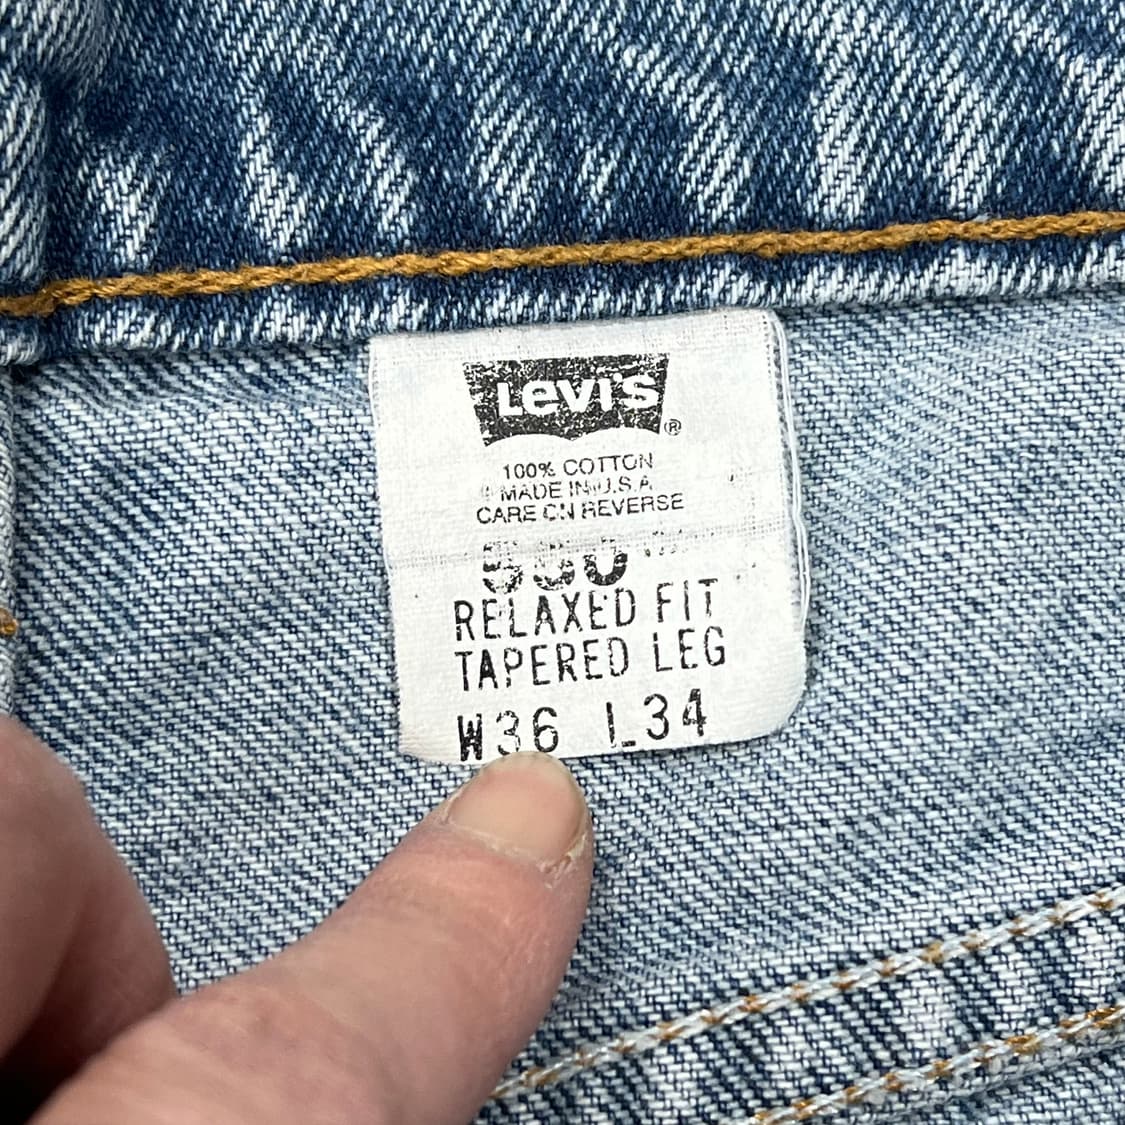 LEVI'S ®
100% COTTON
MADE IN U.S.A.
CARE ON REVERSE
RELAXED FIT
TAPERED LEG
W36 L34